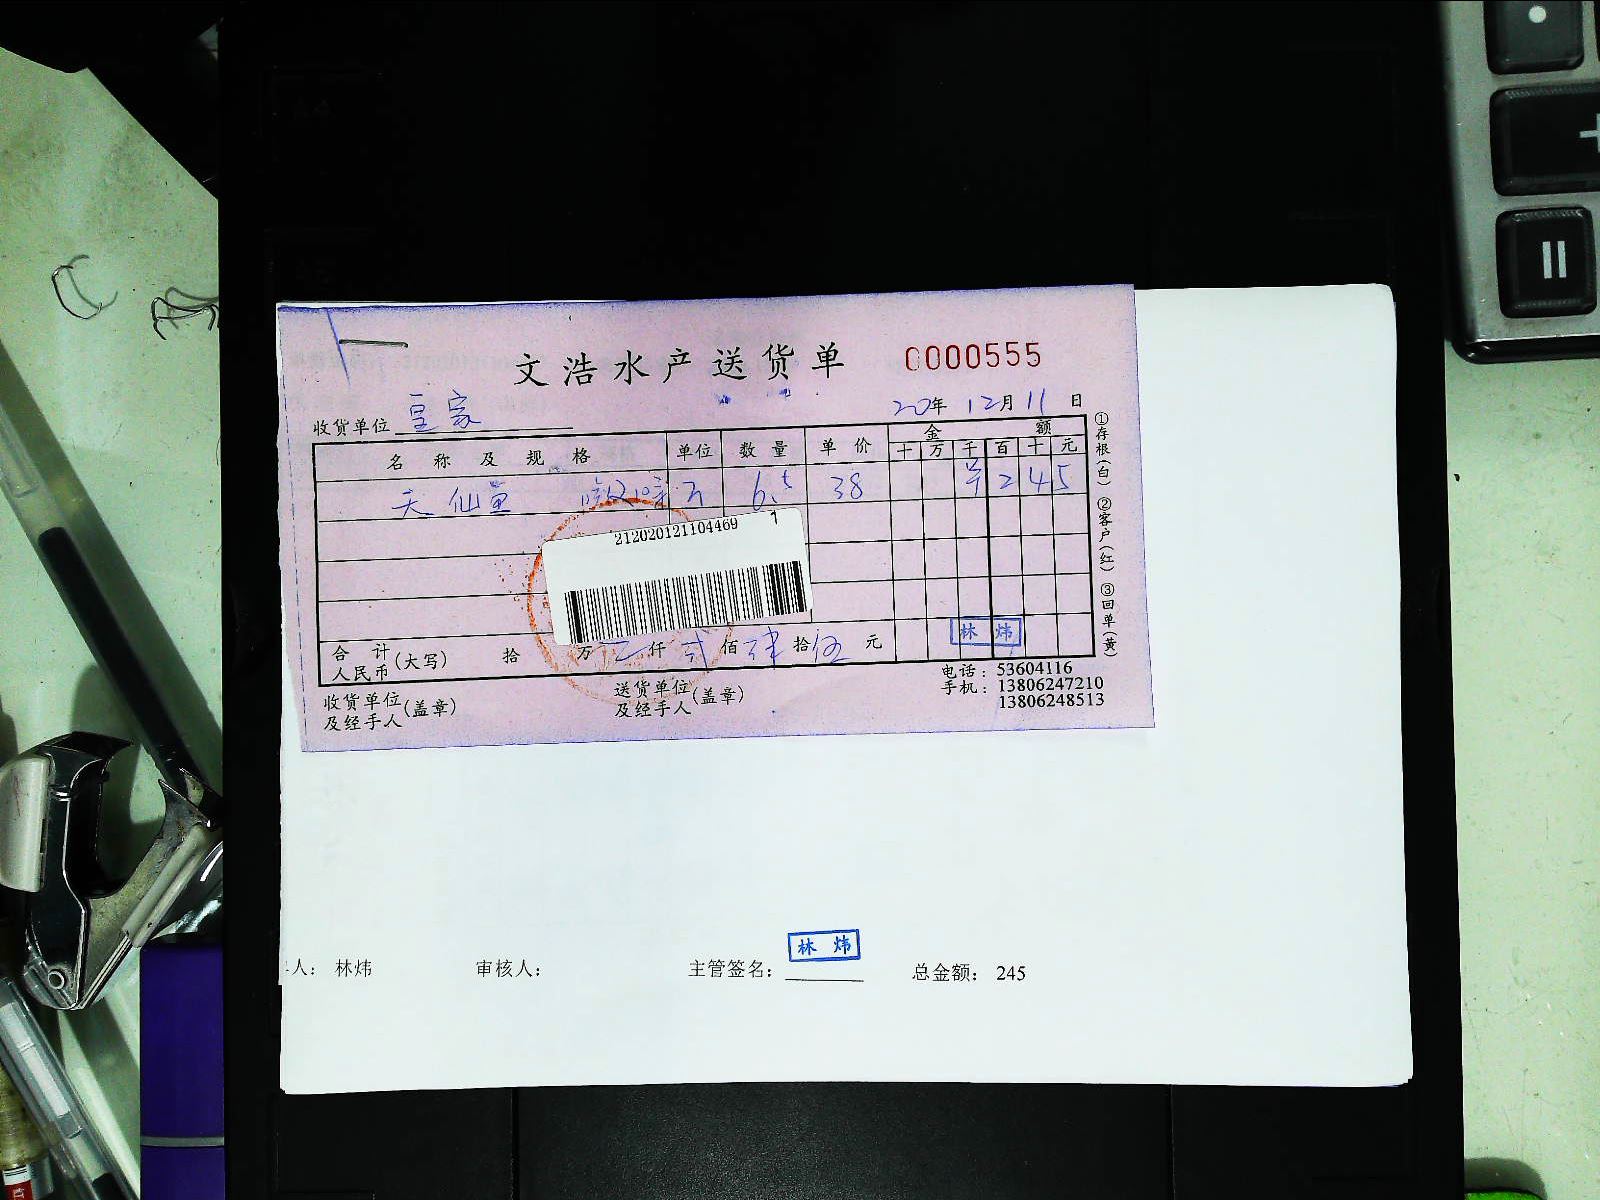 文浩水产送货单 0000555
20年 12月 11日
收货单位 皇家
名称及规格 单位 数量 单价 金额
十 万 千 百 十 元
天仙 6.5 38 2 4 5
212020121104469 1
合计
人民币(大写) 拾 万 仟 贰 佰 肆 拾 伍 元
林炜
收货单位
及经手人(盖章)
送货单位
及经手人(盖章)
电话：53604116
手机：13806247210
13806248513
①存根(白) ②客户(红) ③回单(黄)
人： 林炜 审核人： 主管签名： 林炜 总金额： 245
+
=